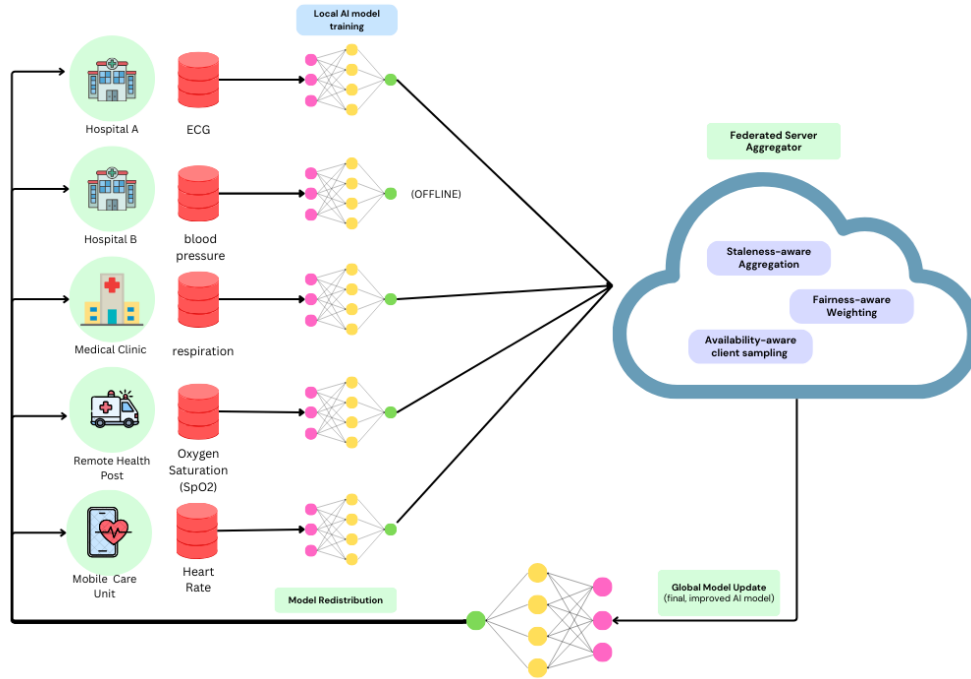 Local AI model
training
Hospital A
ECG
Federated Server
Aggregator
Hospital B
blood
pressure
(OFFLINE)
Staleness-aware
Aggregation
Fairness-aware
Weighting
Availability-aware
client sampling
Medical Clinic
respiration
Remote Health
Post
Oxygen
Saturation
(SpO2)
Mobile Care
Unit
Heart
Rate
Model Redistribution
Global Model Update
(final, improved AI model)